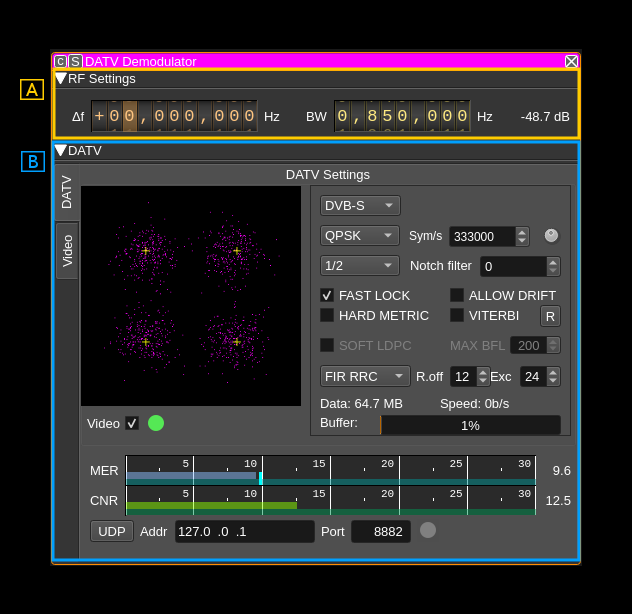 C S DATV Demodulator
A
RF Settings
Δf +00,000,000 Hz BW 0,850,000 Hz -48.7 dB
B
DATV
DATV Settings
DATV
Video
DVB-S
QPSK Sym/s 333000
1/2 Notch filter 0
FAST LOCK ALLOW DRIFT
HARD METRIC VITERBI R
SOFT LDPC MAX BFL 200
FIR RRC R.off 12 Exc 24
Data: 64.7 MB Speed: 0b/s
Buffer: 1%
Video
5 10 15 20 25 30
MER 9.6
5 10 15 20 25 30
CNR 12.5
UDP Addr 127.0 .0 .1 Port 8882